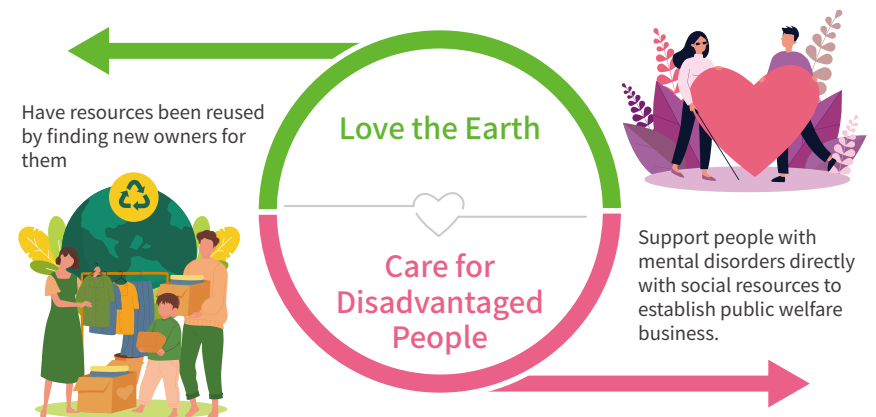 Have resources been reused
by finding new owners for
them
Love the Earth
Care for
Disadvantaged
People
Support people with
mental disorders directly
with social resources to
establish public welfare
business.